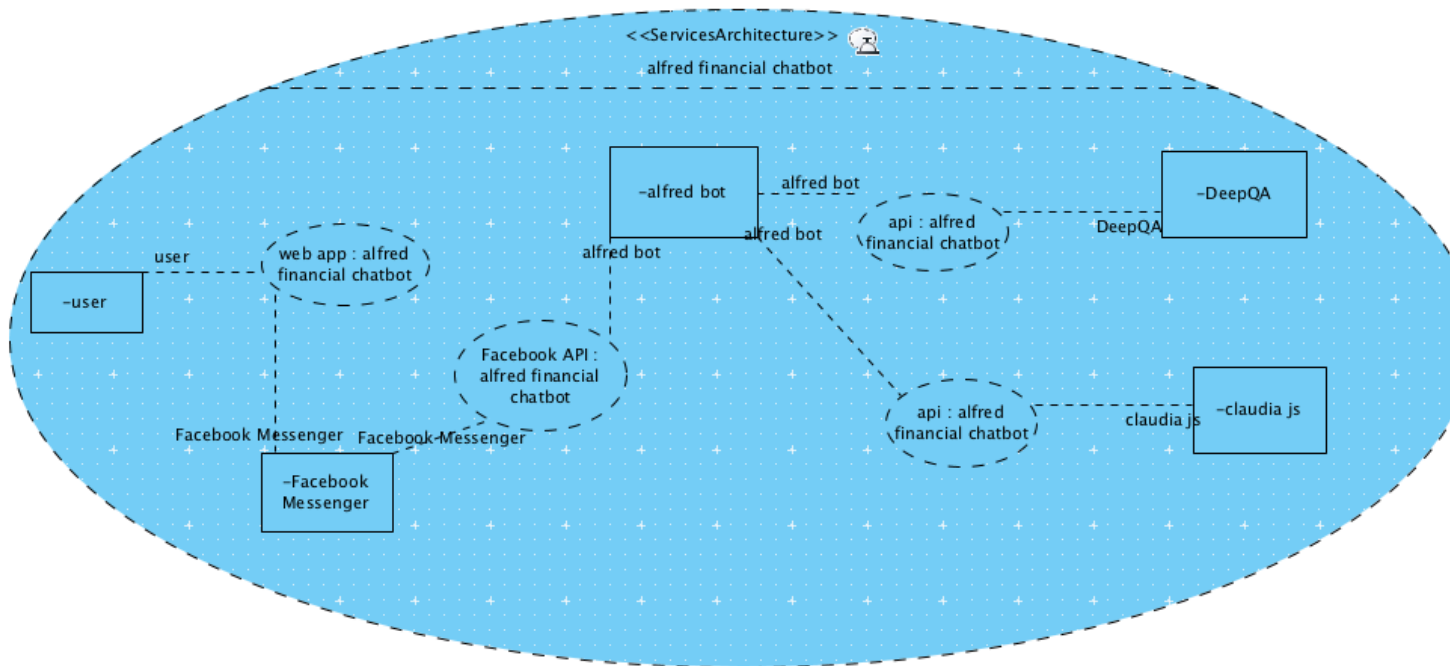 <<ServicesArchitecture>>
alfred financial chatbot
-alfred bot
alfred bot
-DeepQA
api : alfred
financial chatbot
DeepQA
alfred bot
alfred bot
user
web app : alfred
financial chatbot
-user
Facebook API :
alfred financial
chatbot
-claudia js
api : alfred
financial chatbot
claudia js
Facebook Messenger
Facebook Messenger
-Facebook
Messenger